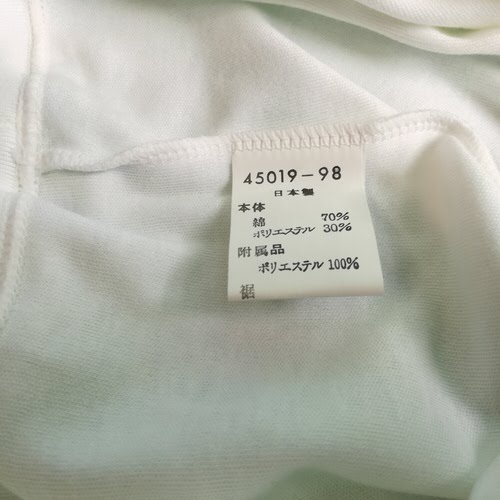 45019-98
日本製
本体
綿 70%
ポリエステル 30%
附属品
ポリエステル 100%
裾